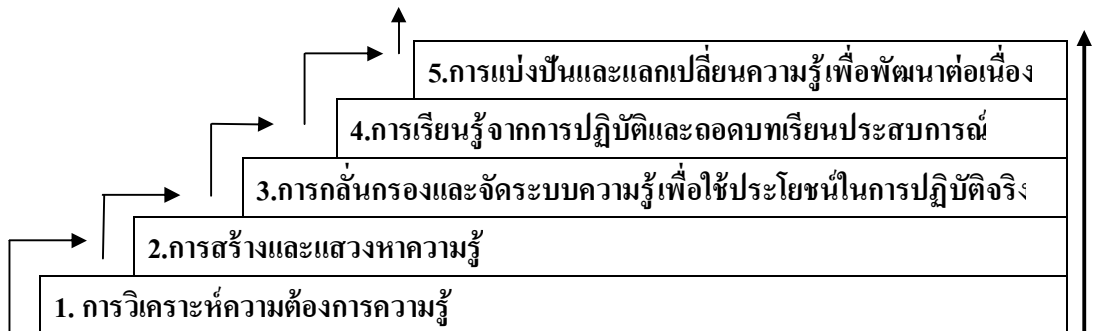 5.การแบ่งปันและแลกเปลี่ยนความรู้เพื่อพัฒนาต่อเนื่อง
4.การเรียนรู้จากการปฏิบัติและถอดบทเรียนประสบการณ์
3.การกลั่นกรองและจัดระบบความรู้เพื่อใช้ประโยชน์ในการปฏิบัติจริง
2.การสร้างและแสวงหาความรู้
1. การวิเคราะห์ความต้องการความรู้